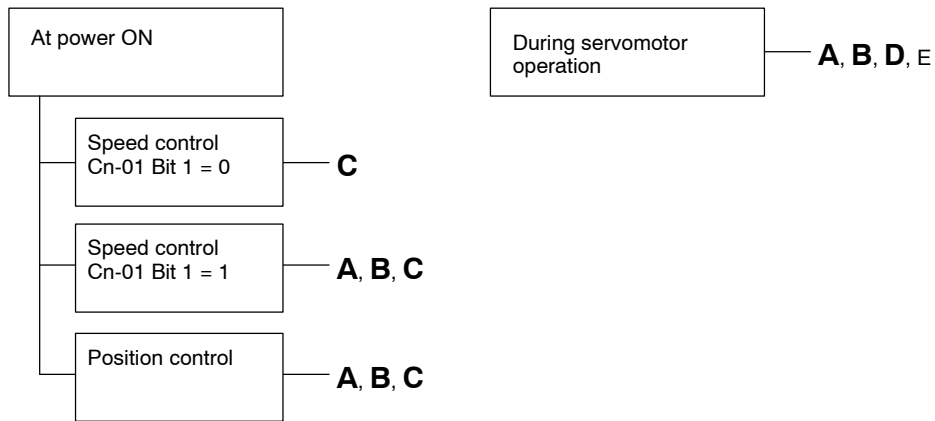 At power ON
Speed control
Cn-01 Bit 1 = 0
C
Speed control
Cn-01 Bit 1 = 1
A, B, C
Position control
A, B, C
During servomotor
operation
A, B, D, E